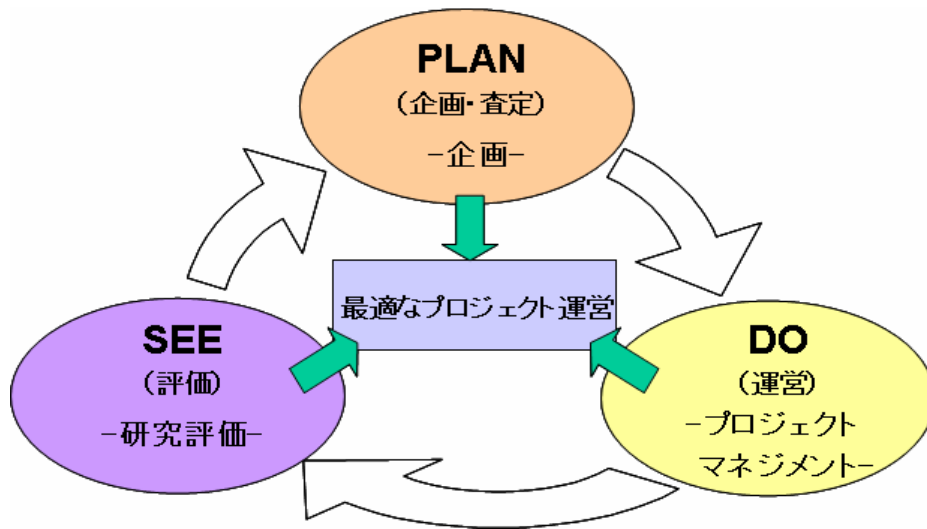 PLAN
(企画・査定)
-企画-
最適なプロジェクト運営
SEE
(評価)
-研究評価-
DO
(運営)
-プロジェクト
マネジメント-